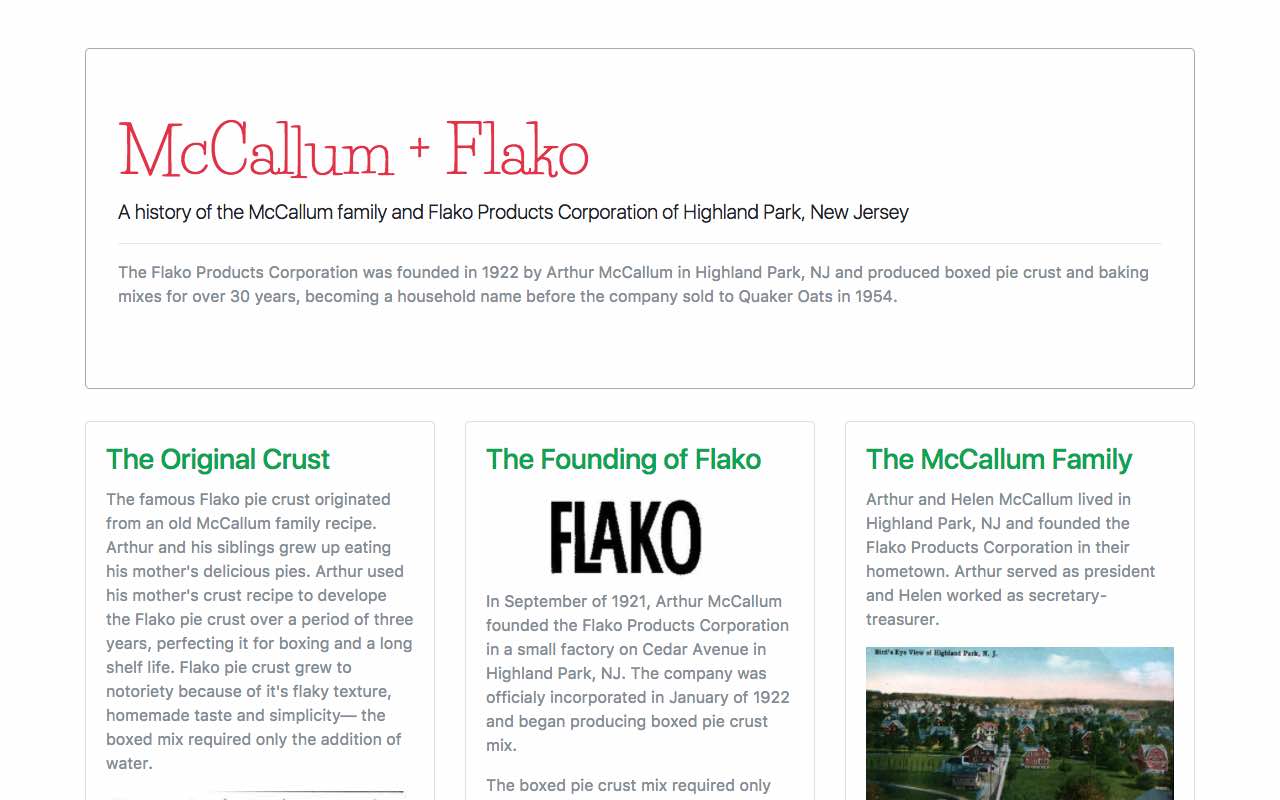 McCallum + Flako
A history of the McCallum family and Flako Products Corporation of Highland Park, New Jersey
The Flako Products Corporation was founded in 1922 by Arthur McCallum in Highland Park, NJ and produced boxed pie crust and baking
mixes for over 30 years, becoming a household name before the company sold to Quaker Oats in 1954.
The Original Crust
The famous Flako pie crust originated
from an old McCallum family recipe.
Arthur and his siblings grew up eating
his mother's delicious pies. Arthur used
his mother's crust recipe to develope
the Flako pie crust over a period of three
years, perfecting it for boxing and a long
shelf life. Flako pie crust grew to
notoriety because of it's flaky texture,
homemade taste and simplicity— the
boxed mix required only the addition of
water.
The Founding of Flako
FLAKO
In September of 1921, Arthur McCallum
founded the Flako Products Corporation
in a small factory on Cedar Avenue in
Highland Park, NJ. The company was
officialy incorporated in January of 1922
and began producing boxed pie crust
mix.
The boxed pie crust mix required only
The McCallum Family
Arthur and Helen McCallum lived in
Highland Park, NJ and founded the
Flako Products Corporation in their
hometown. Arthur served as president
and Helen worked as secretary-
treasurer.
Bird's Eye View of Highland Park, N. J.